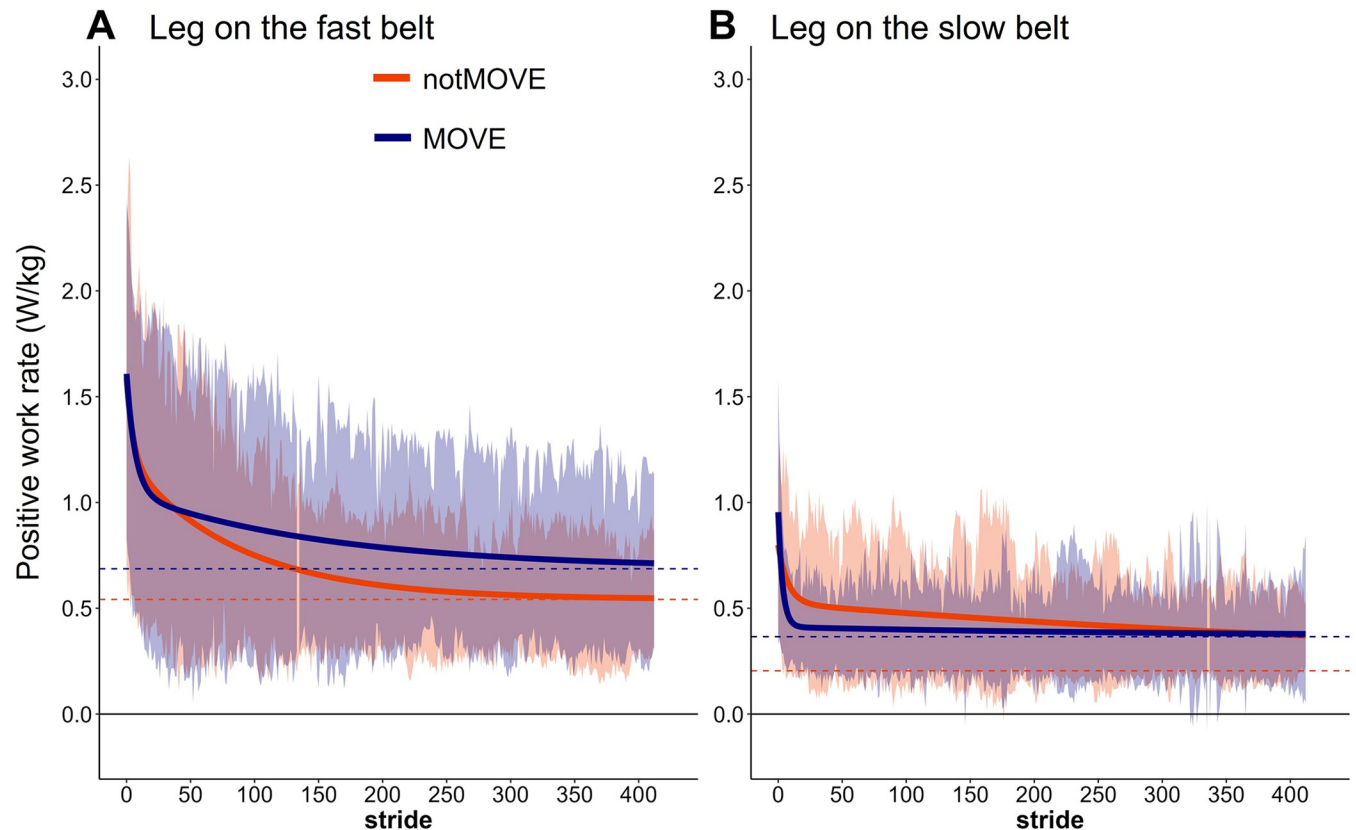 A Leg on the fast belt
notMOVE
MOVE
Positive work rate (W/kg)
3.0
2.5
2.0
1.5
1.0
0.5
0.0
0 50 100 150 200 250 300 350 400
stride
B Leg on the slow belt
3.0
2.5
2.0
1.5
1.0
0.5
0.0
0 50 100 150 200 250 300 350 400
stride